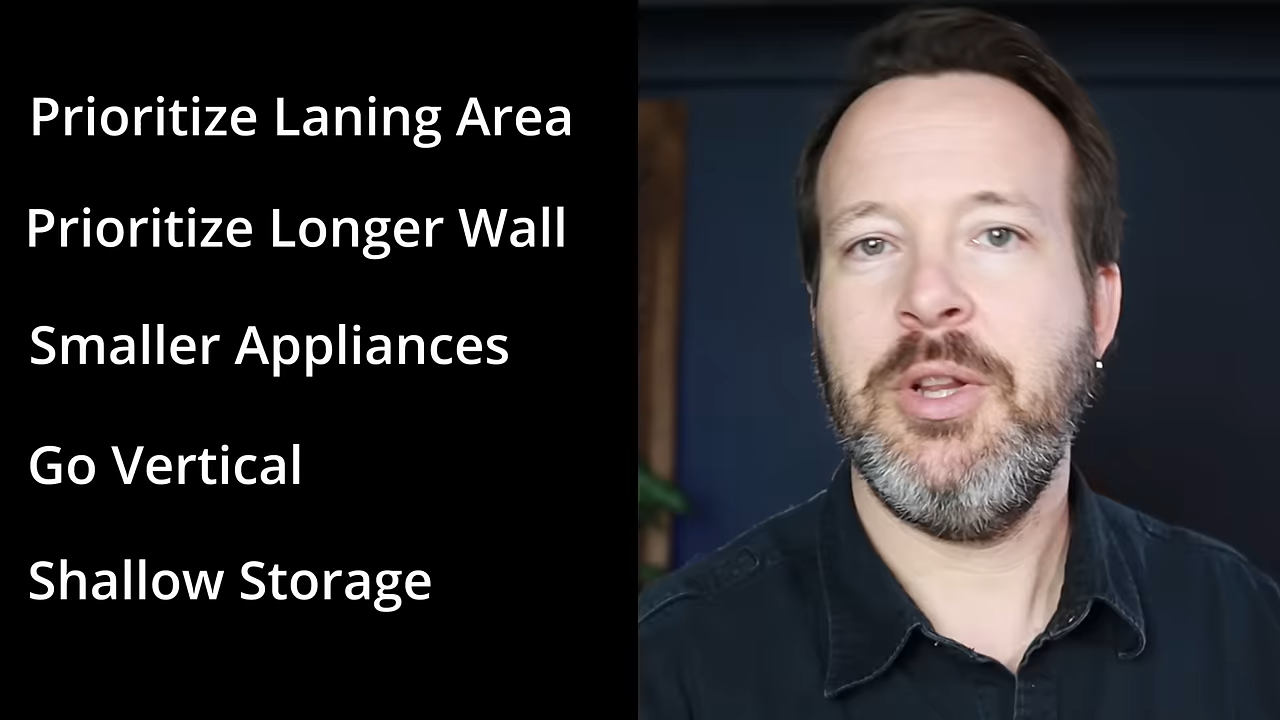 Prioritize Laning Area
Prioritize Longer Wall
Smaller Appliances
Go Vertical
Shallow Storage